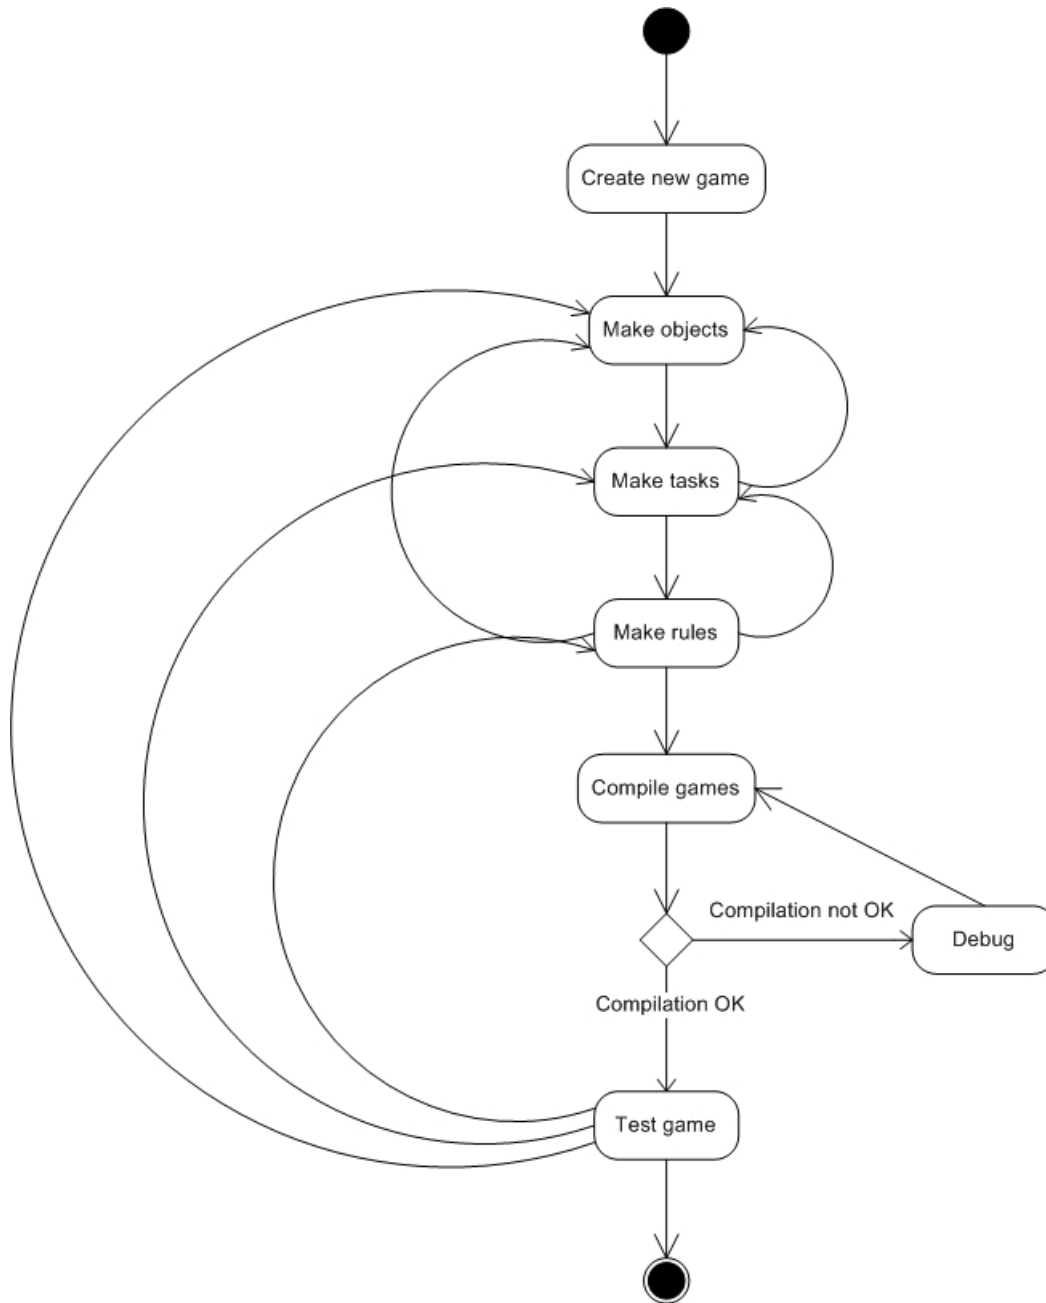 Create new game
Make objects
Make tasks
Make rules
Compile games
Compilation not OK
Debug
Compilation OK
Test game